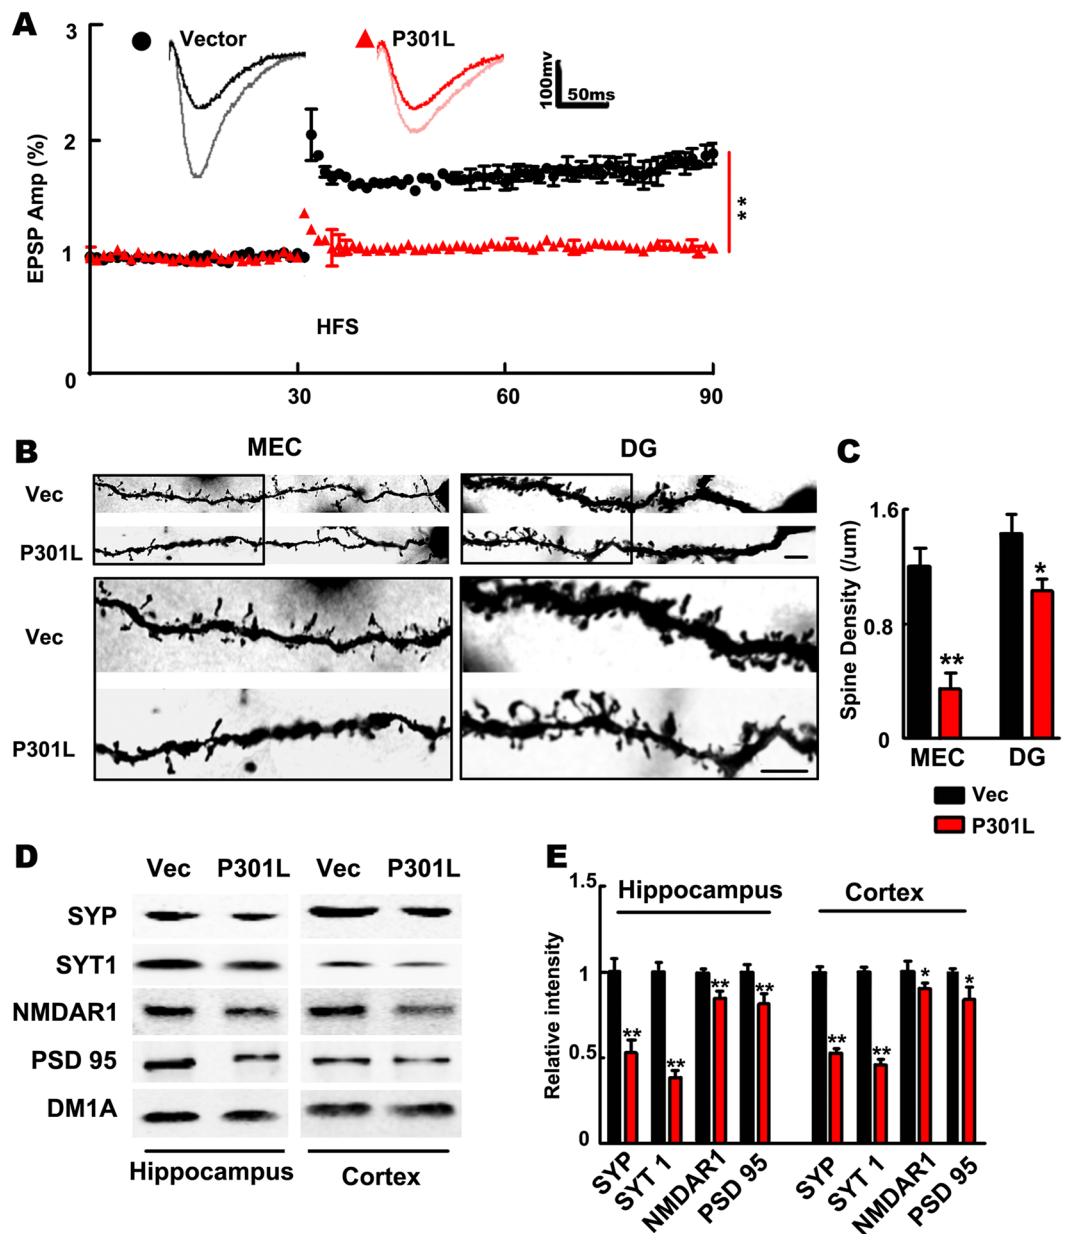 A
3
2
1
0
EPSP Amp (%)
Vector
P301L
100mv
50ms
**
HFS
30
60
90
B
MEC
DG
Vec
P301L
Vec
P301L
C
1.6
0.8
0
Spine Density (/um)
**
*
MEC
DG
Vec
P301L
D
Vec
P301L
Vec
P301L
SYP
SYT1
NMDAR1
PSD 95
DM1A
Hippocampus
Cortex
E
1.5
1
0.5
0
Relative intensity
Hippocampus
Cortex
**
**
**
**
**
**
*
*
SYP
SYT 1
NMDAR1
PSD 95
SYP
SYT 1
NMDAR1
PSD 95